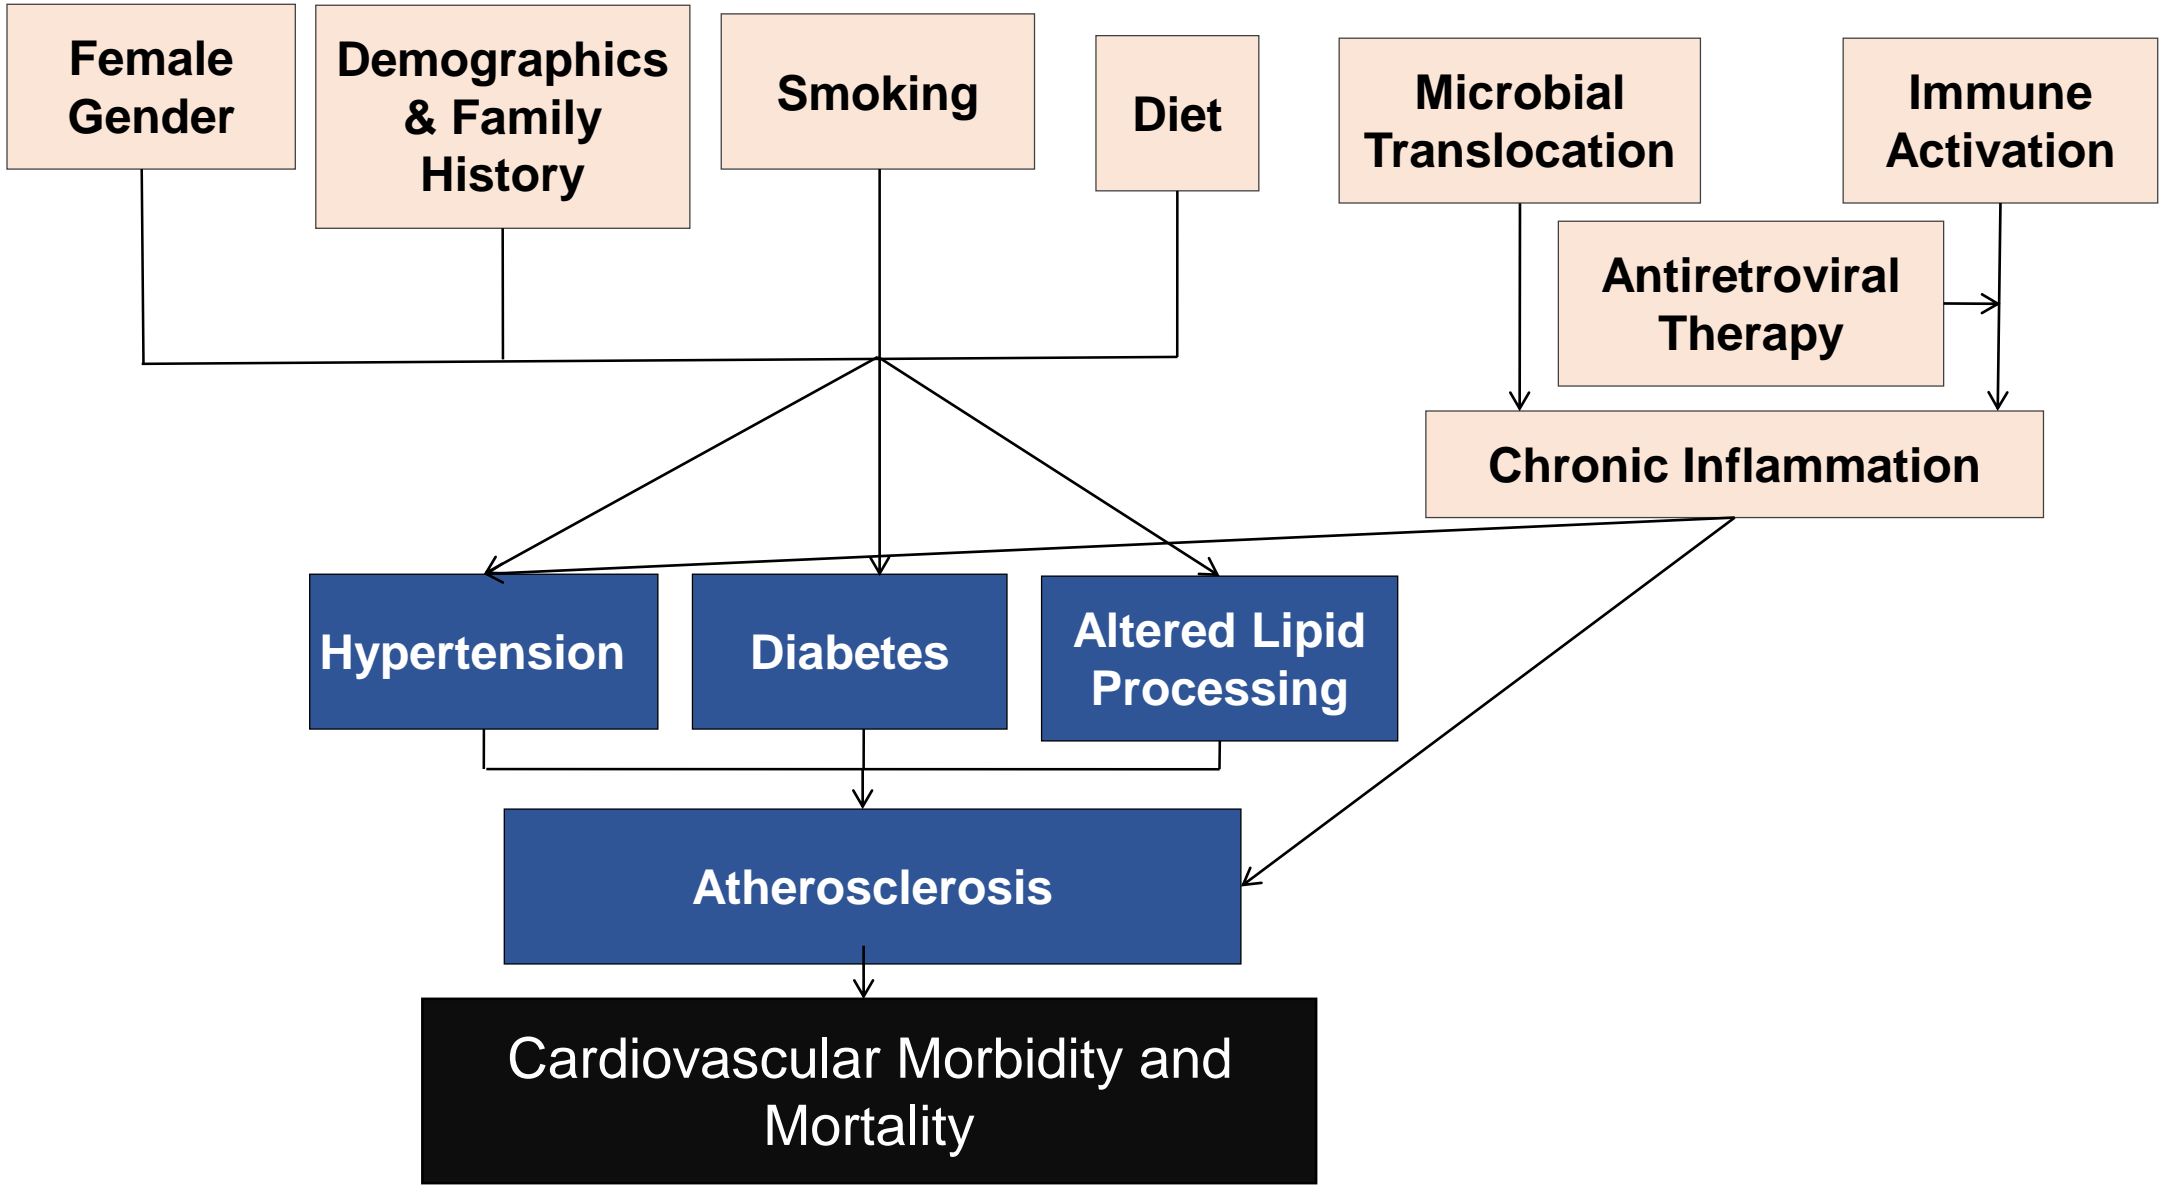 Female
Gender
Demographics
& Family
History
Smoking
Diet
Microbial
Translocation
Immune
Activation
Antiretroviral
Therapy
Chronic Inflammation
Hypertension
Diabetes
Altered Lipid
Processing
Atherosclerosis
Cardiovascular Morbidity and
Mortality